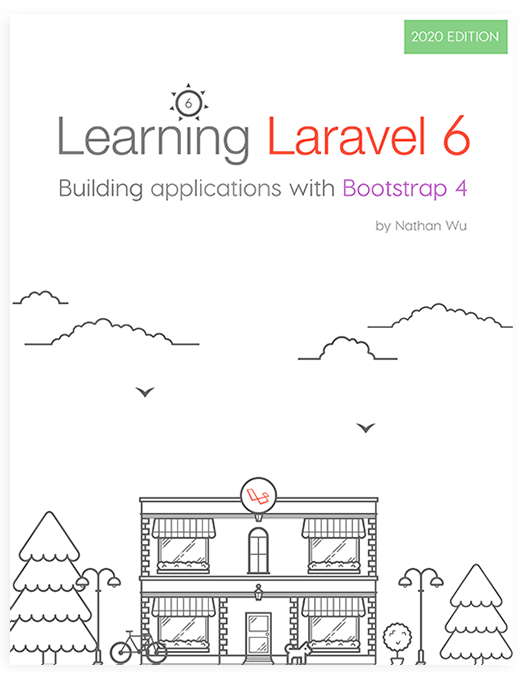 2020 EDITION
6
Learning Laravel 6
Building applications with Bootstrap 4
by Nathan Wu